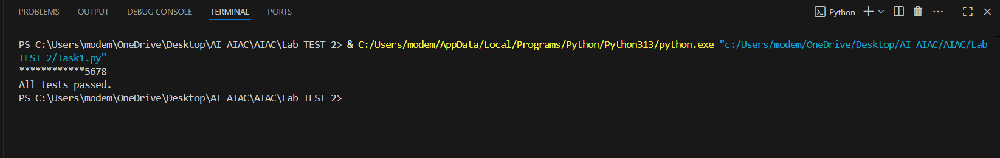 PROBLEMS OUTPUT DEBUG CONSOLE TERMINAL PORTS Python
PS C:\Users\modem\OneDrive\Desktop\AI AIAC\AIAC\Lab TEST 2> & C:/Users/modem/AppData/Local/Programs/Python/Python313/python.exe "c:/Users/modem/OneDrive/Desktop/AI AIAC/AIAC/Lab
TEST 2/Task1.py"
************5678
All tests passed.
PS C:\Users\modem\OneDrive\Desktop\AI AIAC\AIAC\Lab TEST 2>